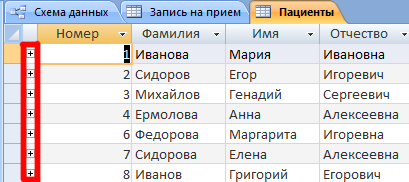 Схема данных Запись на прием Пациенты
Номер Фамилия Имя Отчество
1 Иванова Мария Ивановна
2 Сидоров Егор Игоревич
3 Михайлов Генадий Сергеевич
4 Ермолова Анна Алексеевна
6 Федорова Маргарита Игоревна
7 Сидорова Елена Алексеевна
8 Иванов Григорий Егорович